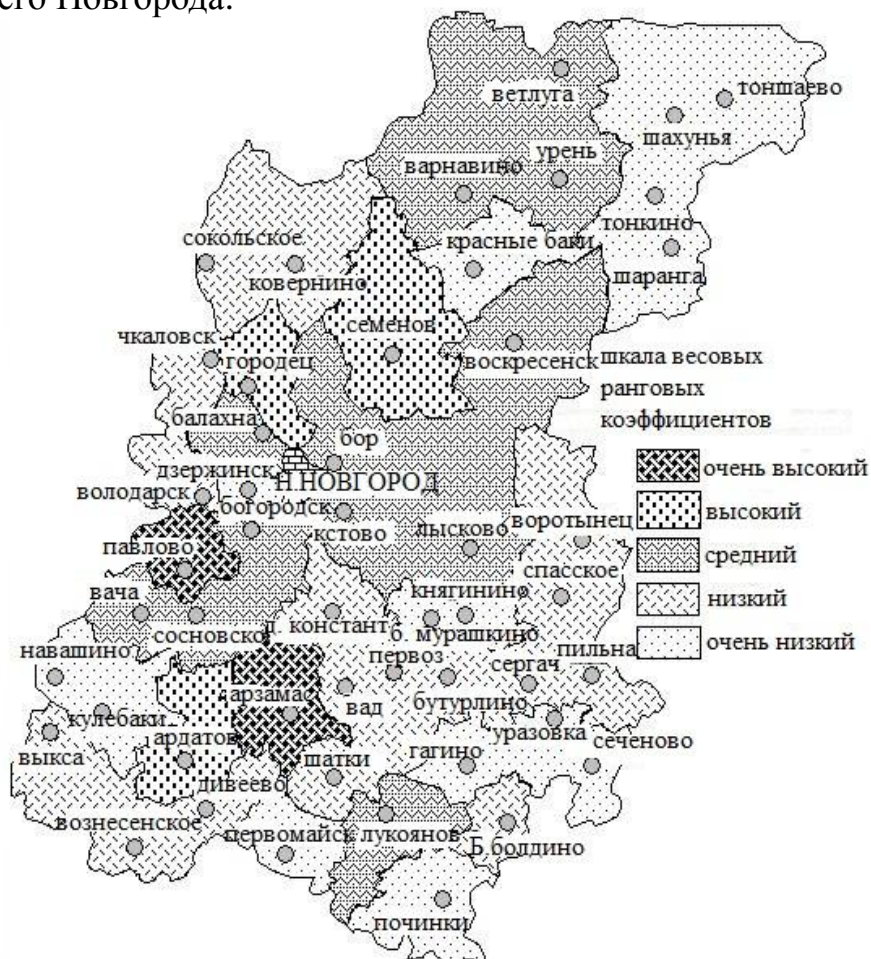 его Новгорода.
ветлуга
тоншаево
шахунья
урень
варнавино
тонкино
сокольское
красные баки
ковернино
шаранга
семенов
чкаловск
городец
воскресенск
шкала весовых
ранговых
коэффициентов
балахна
бор
дзержинск
Н.НОВГОРОД
очень высокий
володарск
богородск
высокий
кстово
лысково
воротынец
павлово
средний
спасское
вача
княгинино
низкий
сосновско
д. констант
б. мурашкино
очень низкий
навашино
первоз
сергач
пильна
арзамас
вад
бутурлино
кулебаки
ардатов
уразовка
сеченово
выкса
шатки
гагино
дивеево
вознесенское
первомайск
лукоянов
Б.болдино
починки